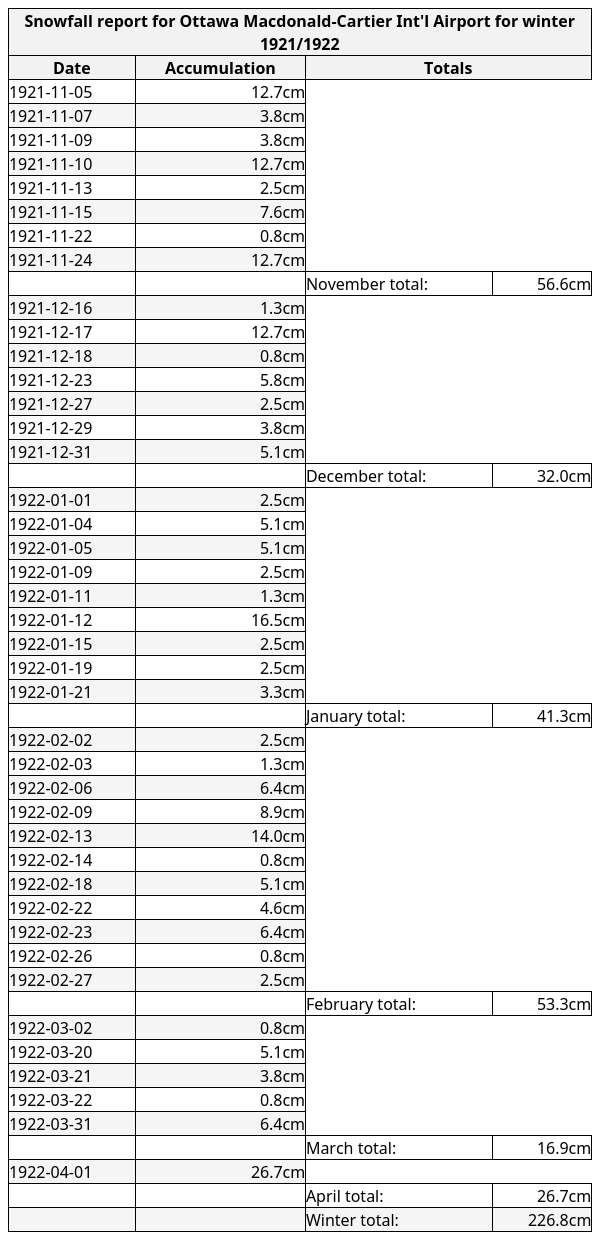 Snowfall report for Ottawa Macdonald-Cartier Int'l Airport for winter
1921/1922
Date Accumulation Totals
1921-11-05 12.7cm
1921-11-07 3.8cm
1921-11-09 3.8cm
1921-11-10 12.7cm
1921-11-13 2.5cm
1921-11-15 7.6cm
1921-11-22 0.8cm
1921-11-24 12.7cm
November total: 56.6cm
1921-12-16 1.3cm
1921-12-17 12.7cm
1921-12-18 0.8cm
1921-12-23 5.8cm
1921-12-27 2.5cm
1921-12-29 3.8cm
1921-12-31 5.1cm
December total: 32.0cm
1922-01-01 2.5cm
1922-01-04 5.1cm
1922-01-05 5.1cm
1922-01-09 2.5cm
1922-01-11 1.3cm
1922-01-12 16.5cm
1922-01-15 2.5cm
1922-01-19 2.5cm
1922-01-21 3.3cm
January total: 41.3cm
1922-02-02 2.5cm
1922-02-03 1.3cm
1922-02-06 6.4cm
1922-02-09 8.9cm
1922-02-13 14.0cm
1922-02-14 0.8cm
1922-02-18 5.1cm
1922-02-22 4.6cm
1922-02-23 6.4cm
1922-02-26 0.8cm
1922-02-27 2.5cm
February total: 53.3cm
1922-03-02 0.8cm
1922-03-20 5.1cm
1922-03-21 3.8cm
1922-03-22 0.8cm
1922-03-31 6.4cm
March total: 16.9cm
1922-04-01 26.7cm
April total: 26.7cm
Winter total: 226.8cm